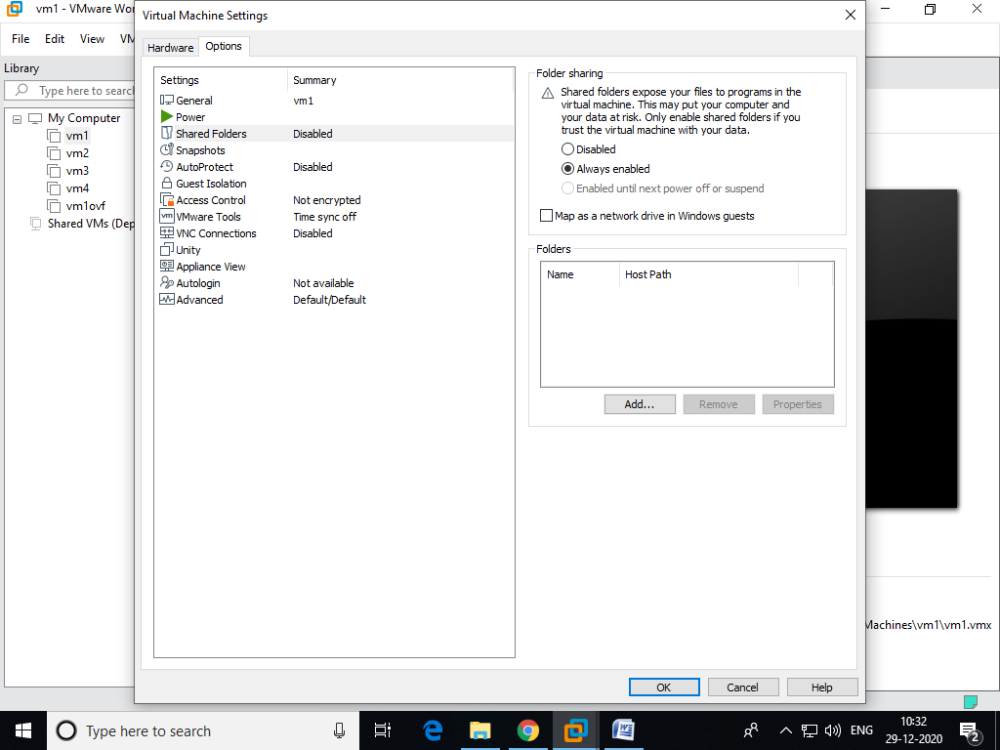 vm1 - VMware Wor
File Edit View VM
Library
Type here to search
My Computer
vm1
vm2
vm3
vm4
vm1ovf
Shared VMs (Dep
Virtual Machine Settings
Hardware Options
Settings Summary
General vm1
Power
Shared Folders Disabled
Snapshots
AutoProtect Disabled
Guest Isolation
Access Control Not encrypted
VMware Tools Time sync off
VNC Connections Disabled
Unity
Appliance View
Autologin Not available
Advanced Default/Default
Folder sharing
Shared folders expose your files to programs in the
virtual machine. This may put your computer and
your data at risk. Only enable shared folders if you
trust the virtual machine with your data.
Disabled
Always enabled
Enabled until next power off or suspend
Map as a network drive in Windows guests
Folders
Name Host Path
Add... Remove Properties
OK Cancel Help
Machines\vm1\vm1.vmx
Type here to search
ENG
10:32
29-12-2020
2